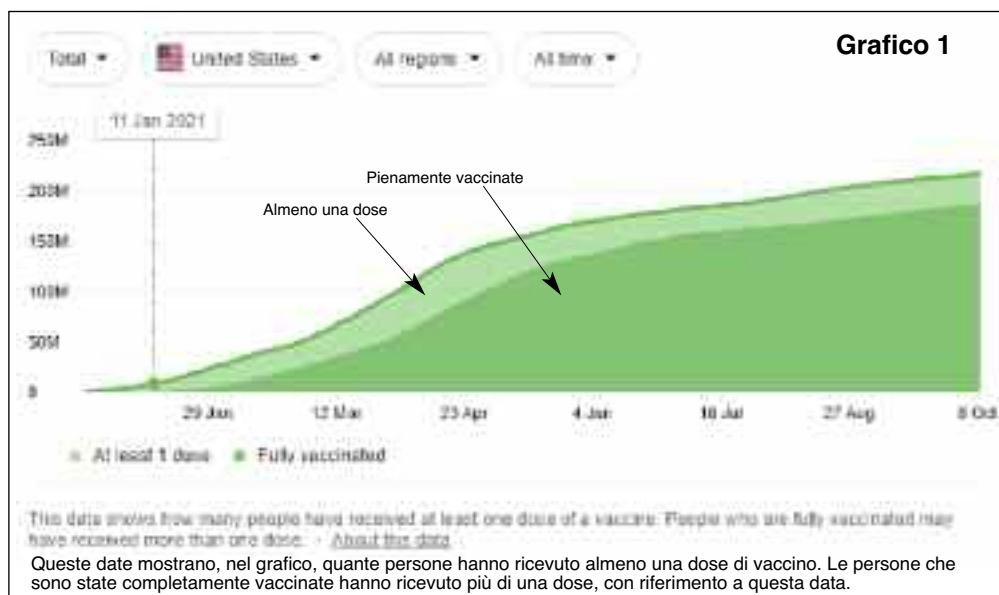 Grafico 1
Total
United States
All regions
All time
11 Jan 2021
250M
200M
150M
100M
50M
0
Pienamente vaccinate
Almeno una dose
29 Jan
12 Mar
23 Apr
4 Jun
16 Jul
27 Aug
8 Oct
At least 1 dose
Fully vaccinated
This data shows how many people have received at least one dose of a vaccine. People who are fully vaccinated may
have received more than one dose. · About this data
Queste date mostrano, nel grafico, quante persone hanno ricevuto almeno una dose di vaccino. Le persone che
sono state completamente vaccinate hanno ricevuto più di una dose, con riferimento a questa data.